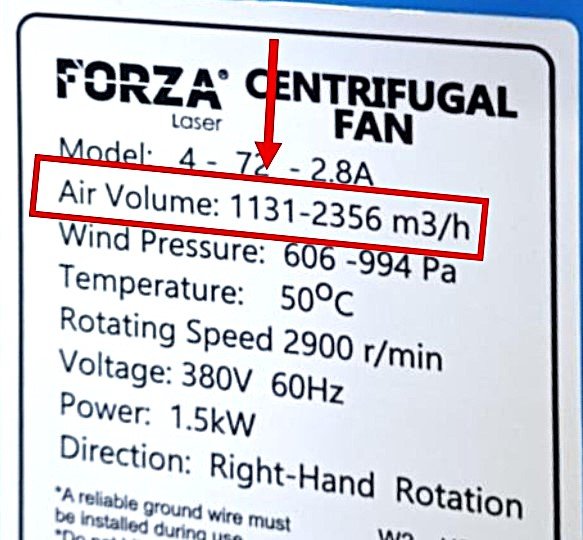 FORZA®
Laser
CENTRIFUGAL
FAN
Model: 4 - 72 - 2.8A
Air Volume: 1131-2356 m3/h
Wind Pressure: 606 -994 Pa
Temperature: 50°C
Rotating Speed 2900 r/min
Voltage: 380V 60Hz
Power: 1.5kW
Direction: Right-Hand Rotation
*A reliable ground wire must
be installed during use